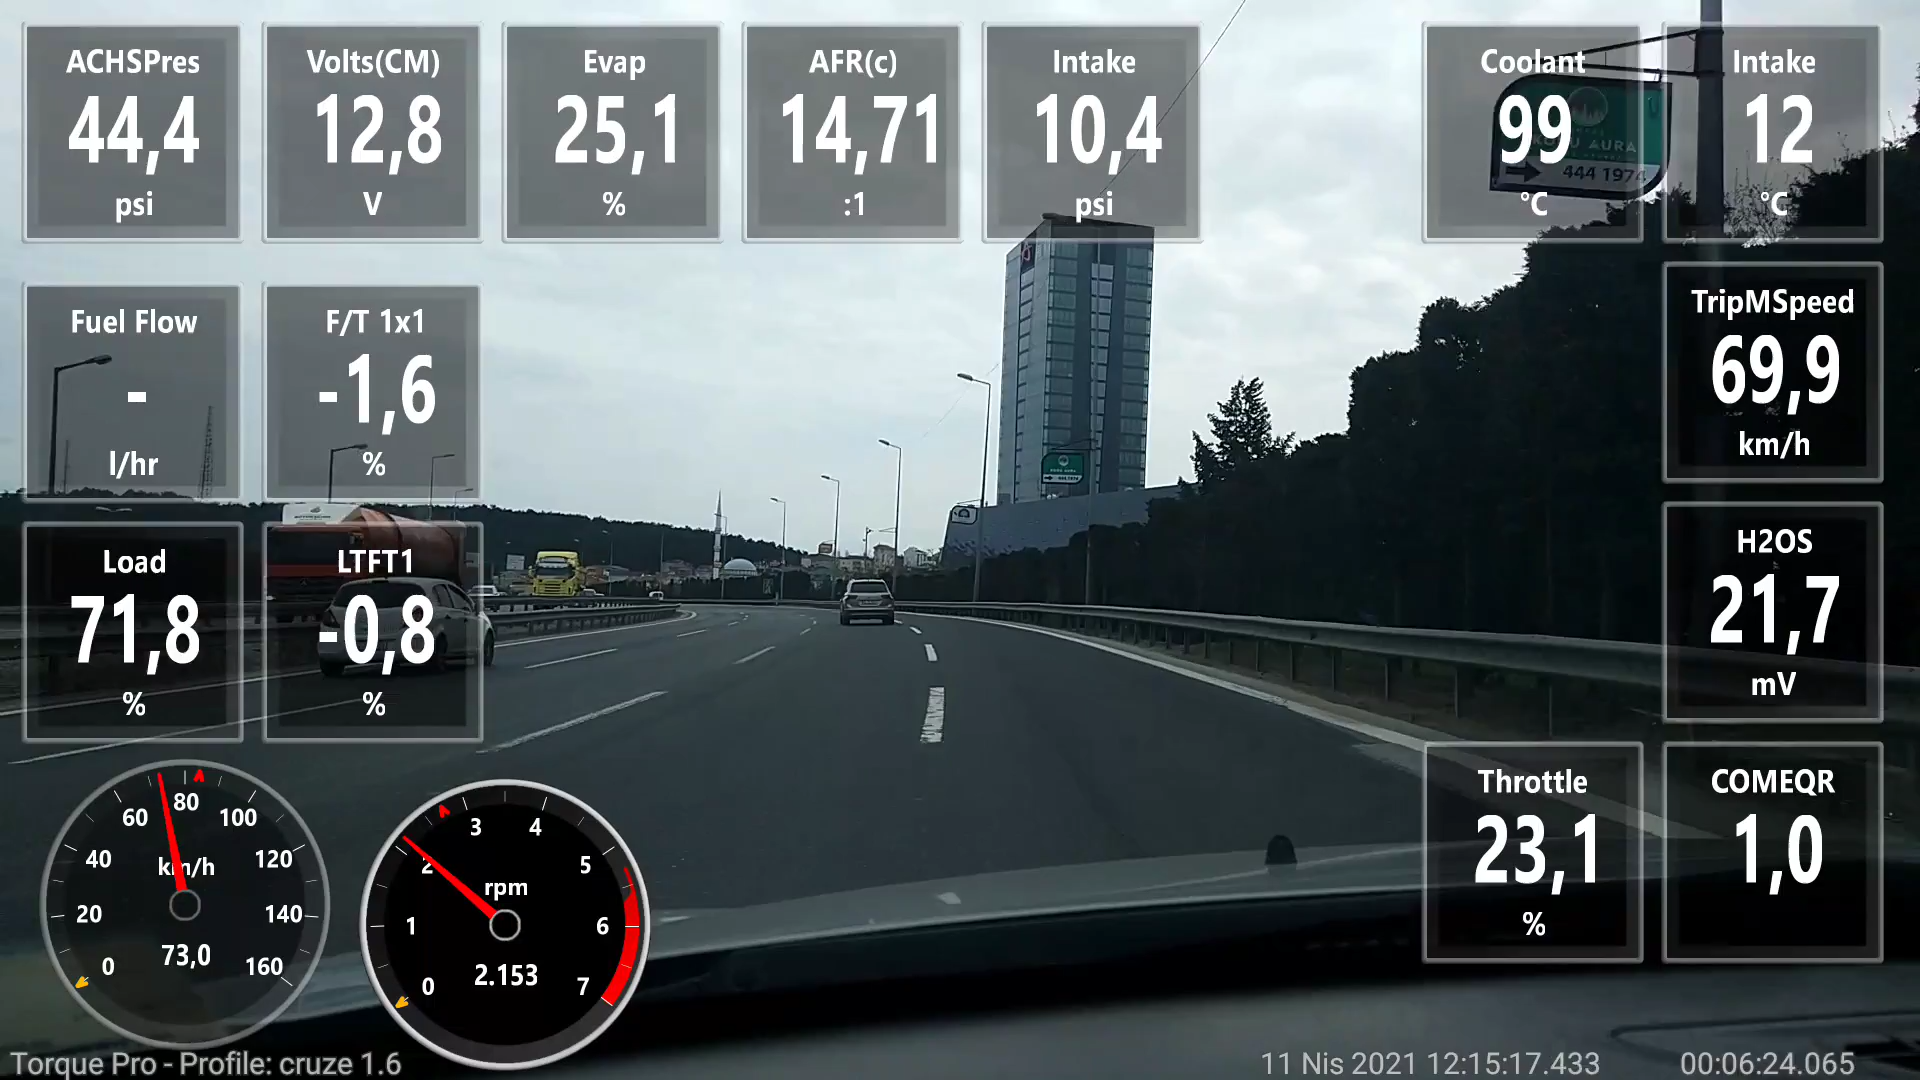 ACHSPres
44,4
psi
Volts(CM)
12,8
V
Evap
25,1
%
AFR(c)
14,71
:1
Intake
10,4
psi
Coolant
99
°C
Intake
12
°C
AURA
444 1974
Fuel Flow
-
l/hr
F/T 1x1
-1,6
%
TripMSpeed
69,9
km/h
Load
71,8
%
LTFT1
-0,8
%
H2OS
21,7
mV
Throttle
23,1
%
COMEQR
1,0
0
20
40
60
80
100
120
140
160
km/h
73,0
0
1
2
3
4
5
6
7
rpm
2.153
Torque Pro - Profile: cruze 1.6
11 Nis 2021 12:15:17.433
00:06:24.065